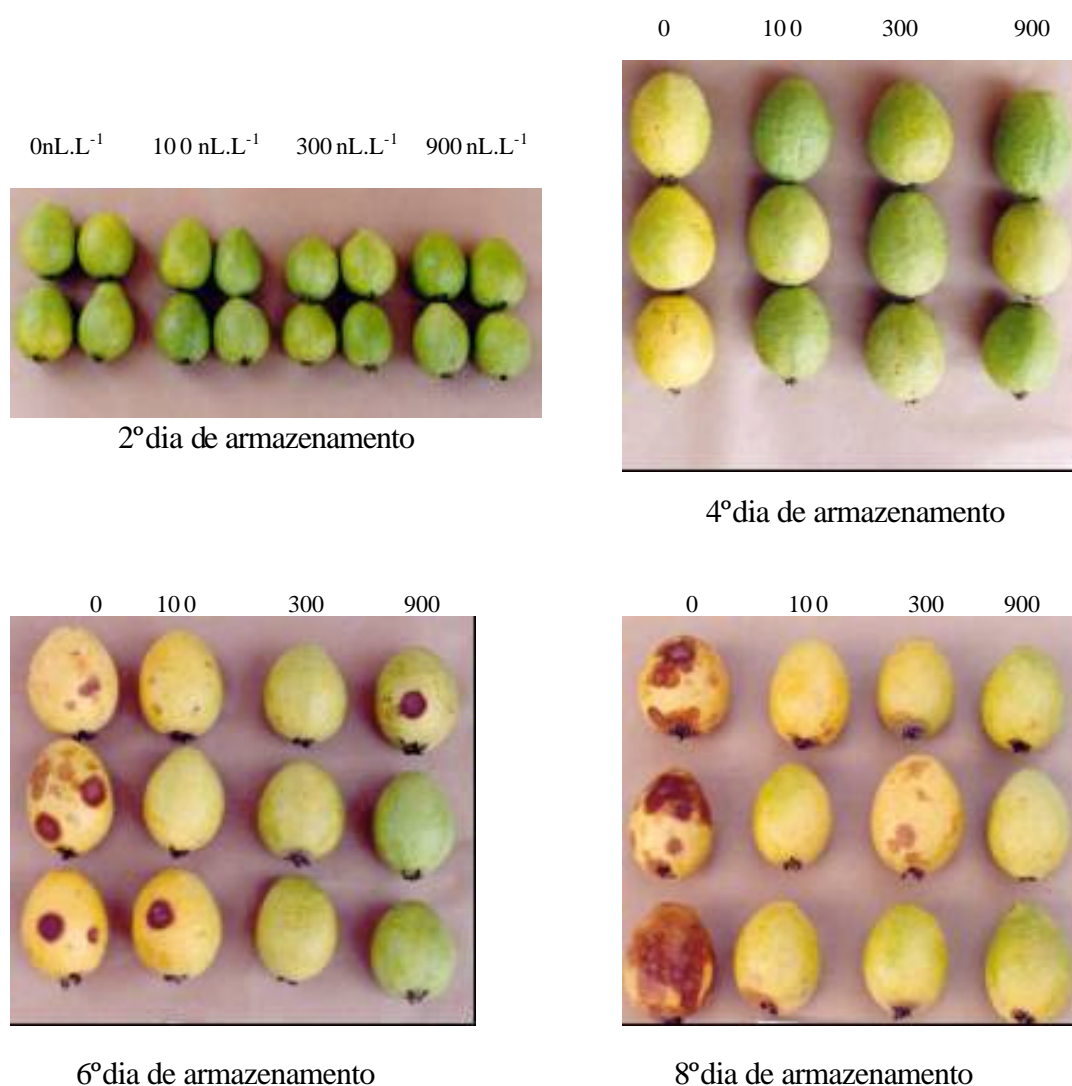 0nL.L⁻¹ 100 nL.L⁻¹ 300 nL.L⁻¹ 900 nL.L⁻¹
2º dia de armazenamento
0 100 300 900
4º dia de armazenamento
0 100 300 900
6º dia de armazenamento
0 100 300 900
8º dia de armazenamento